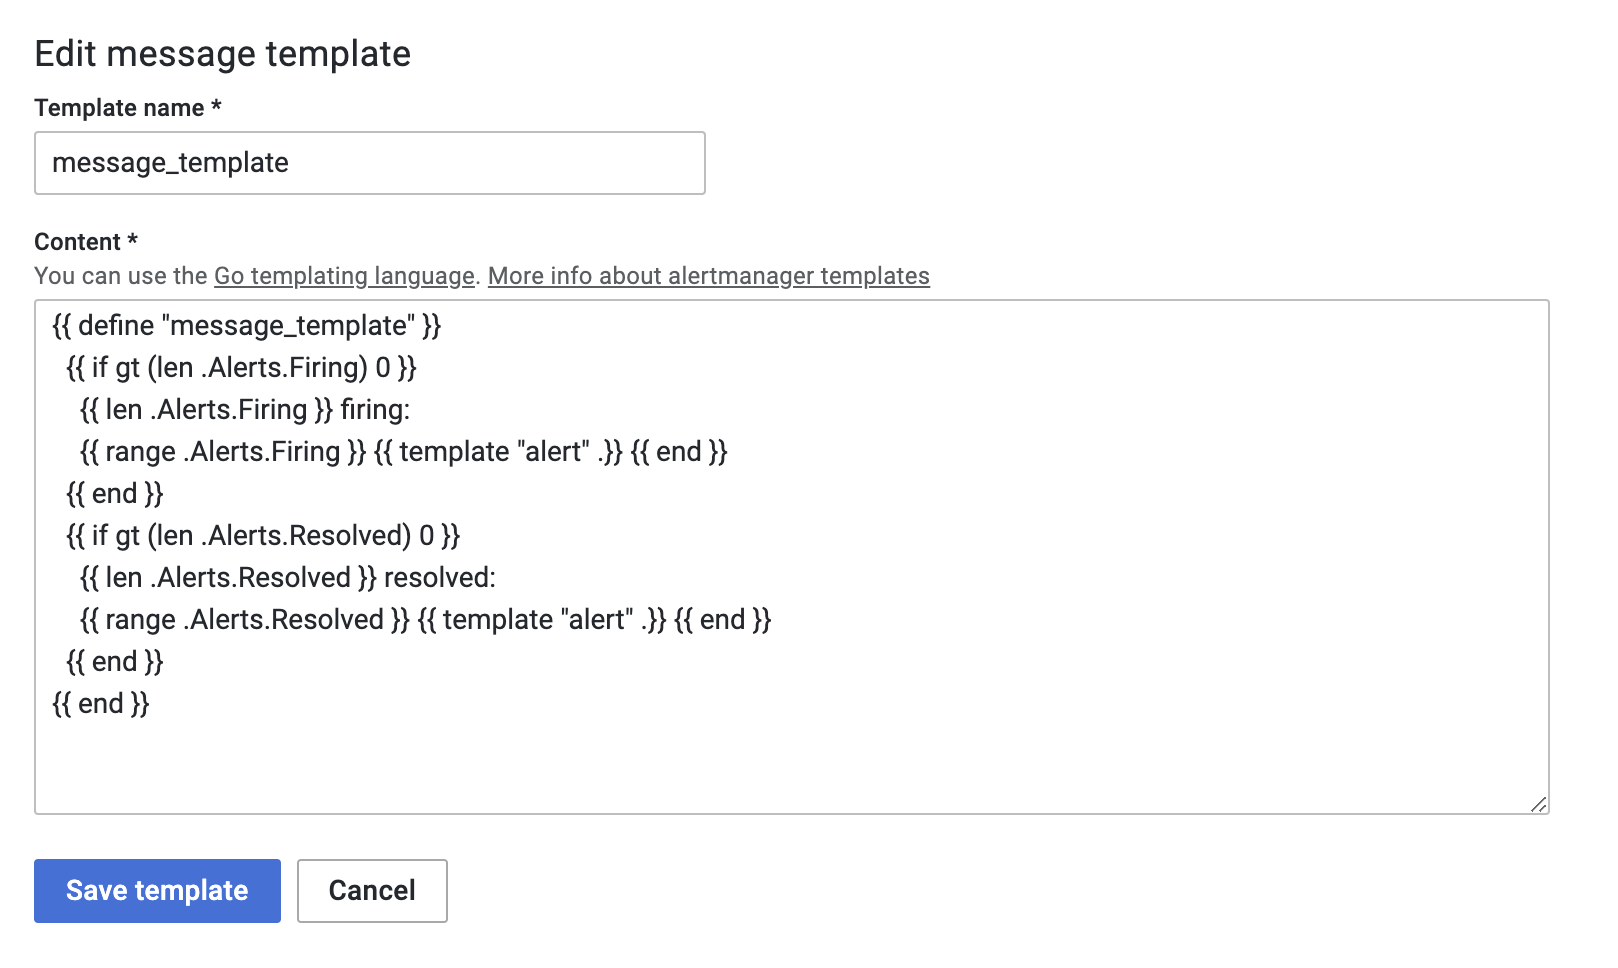 Edit message template
Template name *
message_template
Content *
You can use the Go templating language. More info about alertmanager templates
{{ define "message_template" }}
{{ if gt (len .Alerts.Firing) 0 }}
{{ len .Alerts.Firing }} firing:
{{ range .Alerts.Firing }} {{ template "alert" .}} {{ end }}
{{ end }}
{{ if gt (len .Alerts.Resolved) 0 }}
{{ len .Alerts.Resolved }} resolved:
{{ range .Alerts.Resolved }} {{ template "alert" .}} {{ end }}
{{ end }}
{{ end }}
Save template
Cancel